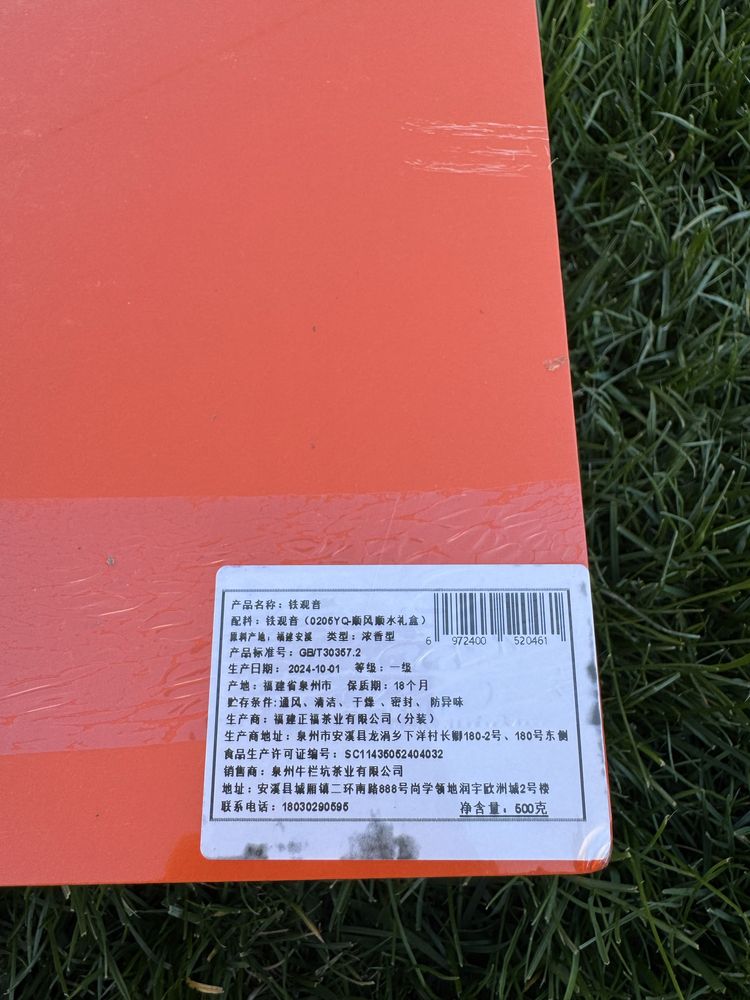 产品名称：铁观音
配料：铁观音（0205YQ-顺风顺水礼盒）
原料产地：福建安溪 类型：浓香型
产品标准号：GB/T30357.2
生产日期：2024-10-01 等级：一级
产地：福建省泉州市 保质期：18个月
贮存条件:通风、清洁、干燥、密封、防异味
生产商：福建正福茶业有限公司（分装）
生产商地址：泉州市安溪县龙涓乡下洋村长脚180-2号、180号东侧
食品生产许可证编号：SC11435052404032
销售商：泉州牛栏坑茶业有限公司
地址：安溪县城厢镇二环南路888号尚学领地润宇欧洲城2号楼
联系电话：18030290595
净含量：500克
6 972400 520461